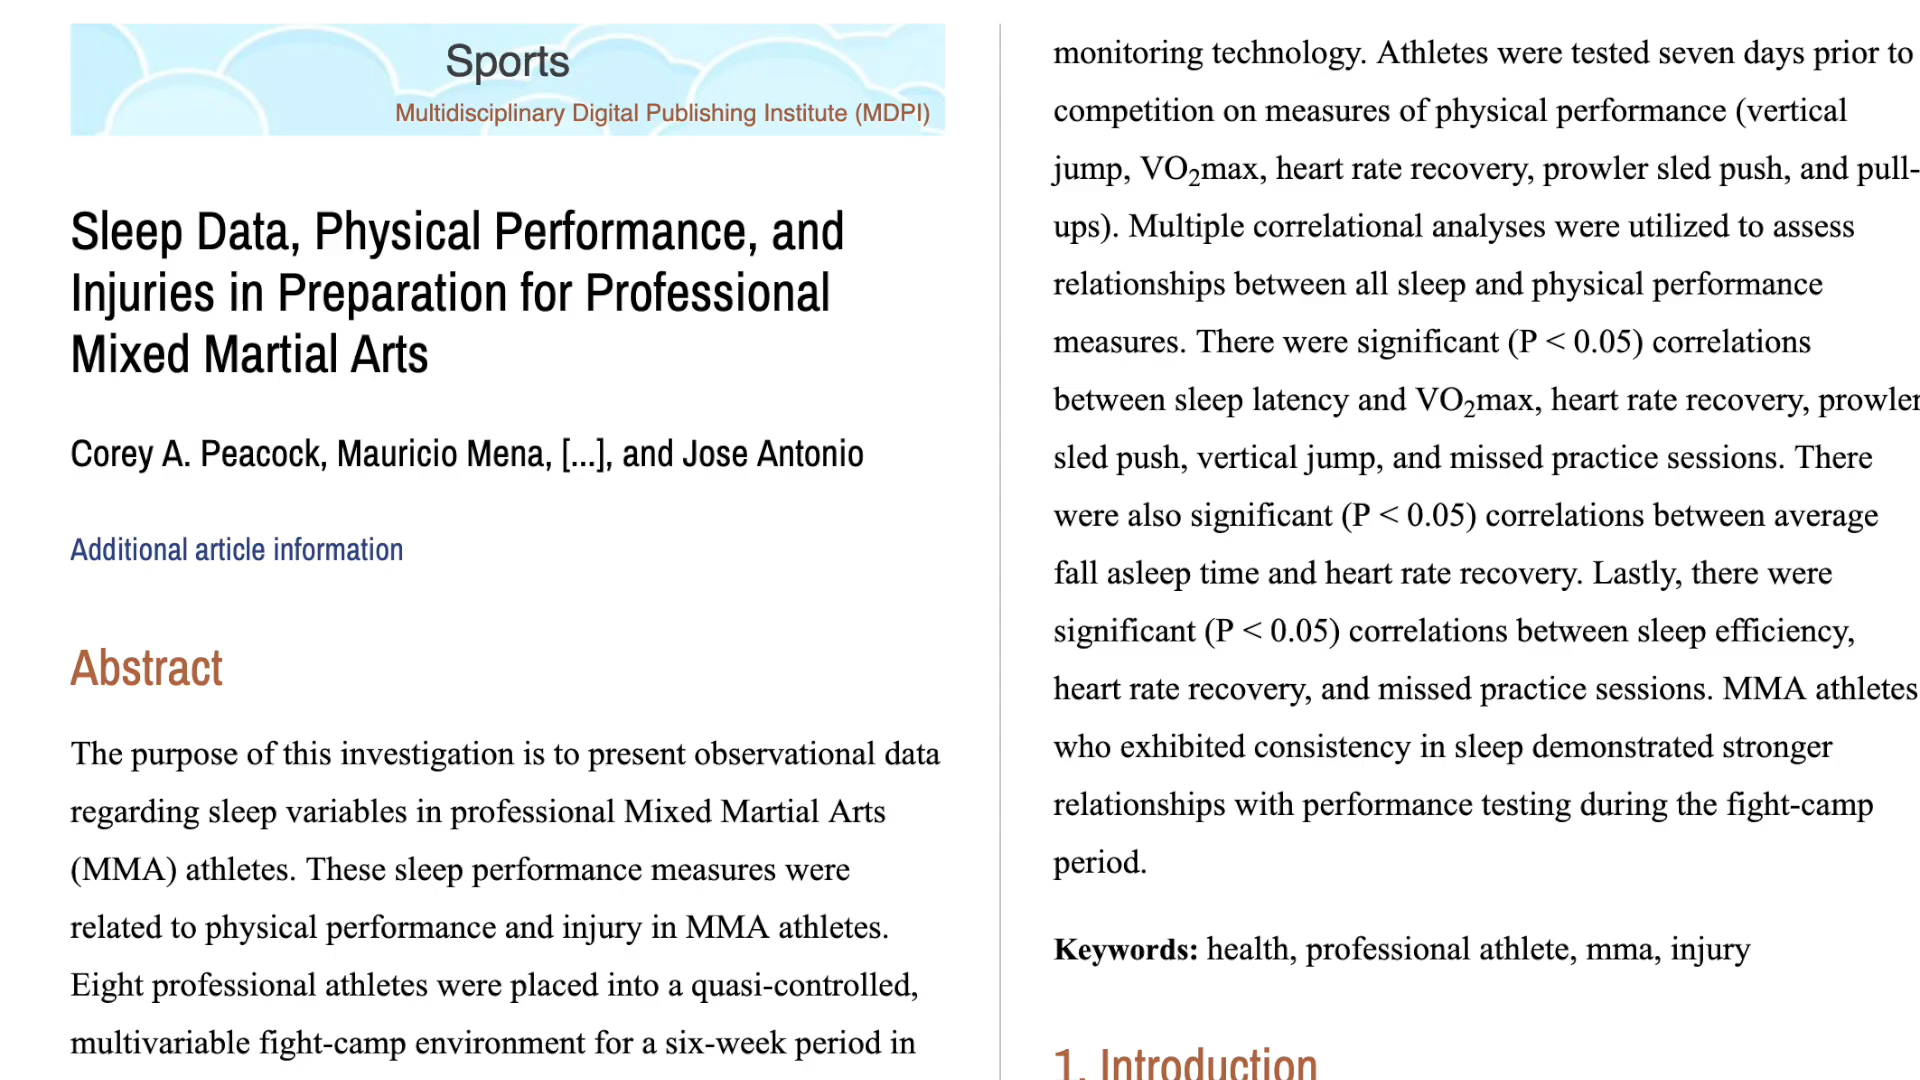 Sports
Multidisciplinary Digital Publishing Institute (MDPI)
Sleep Data, Physical Performance, and
Injuries in Preparation for Professional
Mixed Martial Arts
Corey A. Peacock, Mauricio Mena, [...], and Jose Antonio
Additional article information
Abstract
The purpose of this investigation is to present observational data
regarding sleep variables in professional Mixed Martial Arts
(MMA) athletes. These sleep performance measures were
related to physical performance and injury in MMA athletes.
Eight professional athletes were placed into a quasi-controlled,
multivariable fight-camp environment for a six-week period in
monitoring technology. Athletes were tested seven days prior to
competition on measures of physical performance (vertical
jump, VO₂max, heart rate recovery, prowler sled push, and pull-
ups). Multiple correlational analyses were utilized to assess
relationships between all sleep and physical performance
measures. There were significant (P < 0.05) correlations
between sleep latency and VO₂max, heart rate recovery, prowler
sled push, vertical jump, and missed practice sessions. There
were also significant (P < 0.05) correlations between average
fall asleep time and heart rate recovery. Lastly, there were
significant (P < 0.05) correlations between sleep efficiency,
heart rate recovery, and missed practice sessions. MMA athletes
who exhibited consistency in sleep demonstrated stronger
relationships with performance testing during the fight-camp
period.
Keywords: health, professional athlete, mma, injury
1. Introduction